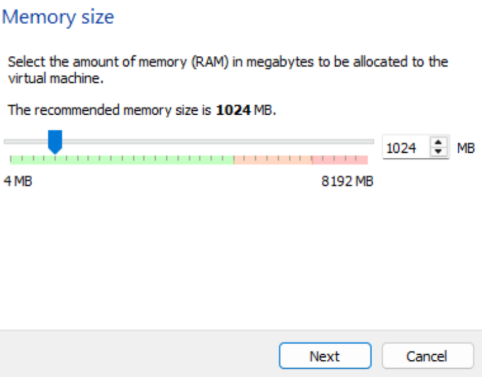 Memory size
Select the amount of memory (RAM) in megabytes to be allocated to the
virtual machine.
The recommended memory size is 1024 MB.
1024 MB
4 MB 8192 MB
Next Cancel